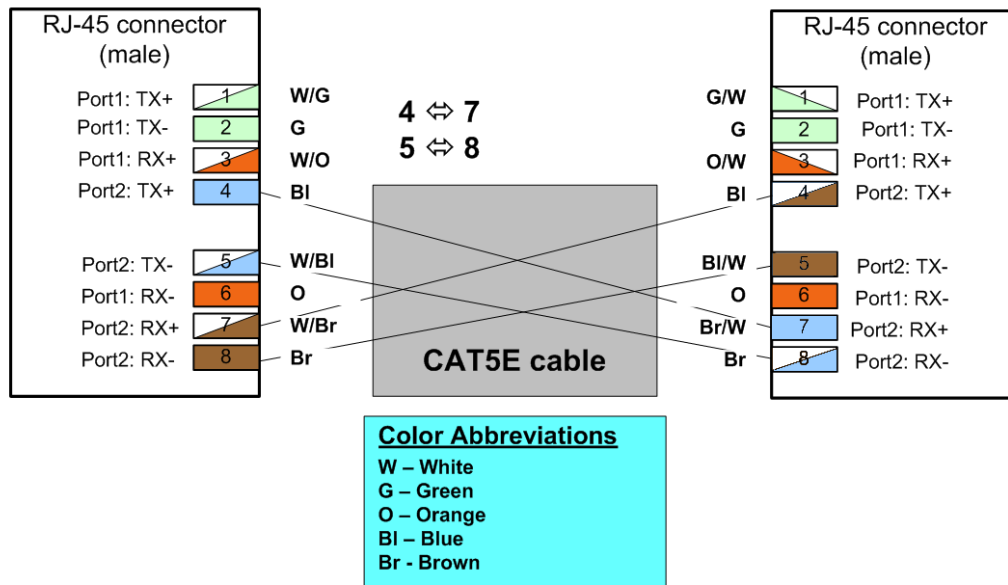 RJ-45 connector
(male)
Port1: TX+ 1 W/G
Port1: TX- 2 G
Port1: RX+ 3 W/O
Port2: TX+ 4 Bl
Port2: TX- 5 W/Bl
Port1: RX- 6 O
Port2: RX+ 7 W/Br
Port2: RX- 8 Br
4 ⇔ 7
5 ⇔ 8
CAT5E cable
RJ-45 connector
(male)
G/W 1 Port1: TX+
G 2 Port1: TX-
O/W 3 Port1: RX+
Bl 4 Port2: TX+
Bl/W 5 Port2: TX-
O 6 Port1: RX-
Br/W 7 Port2: RX+
Br 8 Port2: RX-
Color Abbreviations
W – White
G – Green
O – Orange
Bl – Blue
Br - Brown